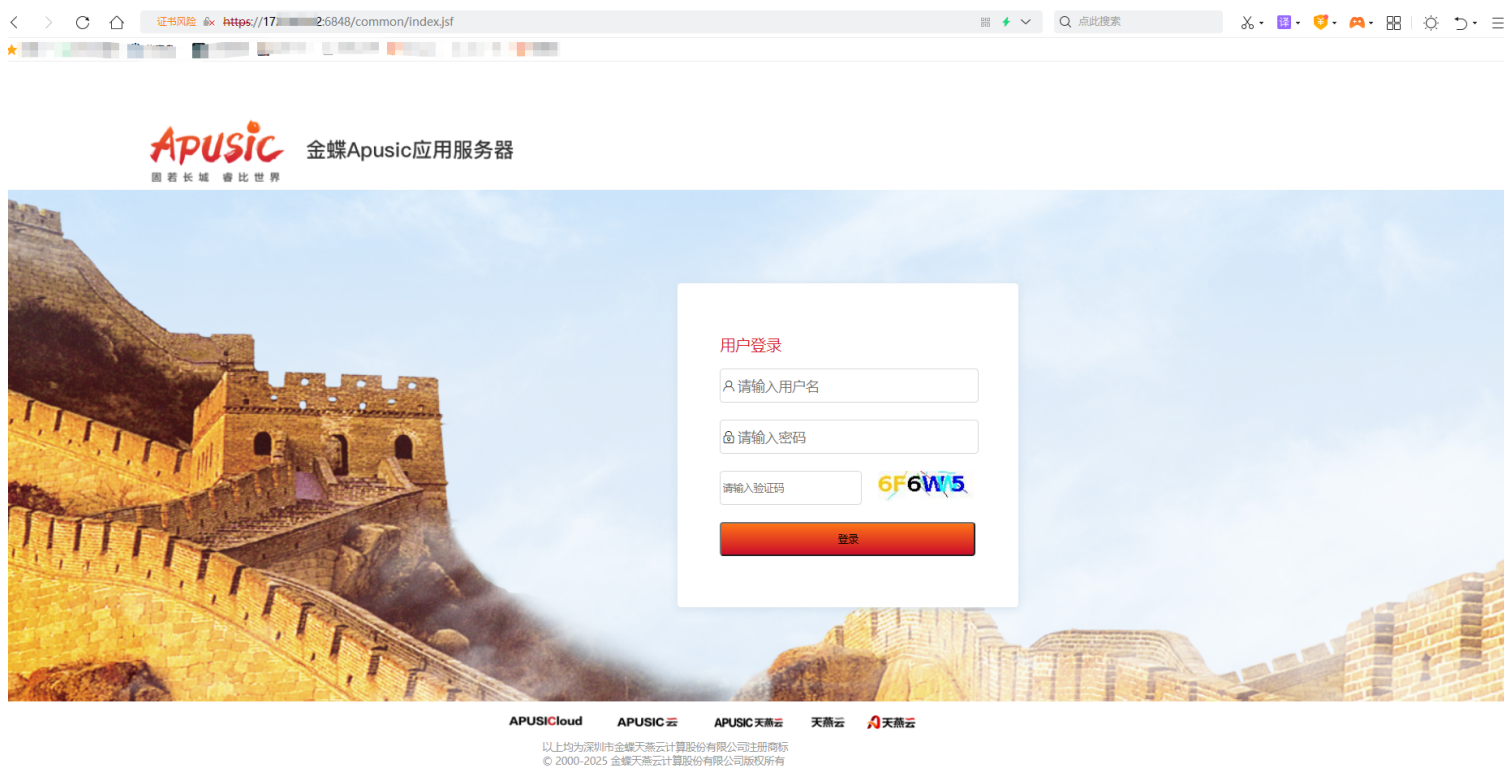 证书风险 https://17 2:6848/common/index.jsf 点此搜索 译
APUSIC 金蝶Apusic应用服务器
固若长城 睿比世界
用户登录
请输入用户名
请输入密码
请输入验证码 6F6WW5
登录
APUSICloud APUSIC云 APUSIC天燕云 天燕云 天燕云
以上均为深圳市金蝶天燕云计算股份有限公司注册商标
© 2000-2025 金蝶天燕云计算股份有限公司版权所有